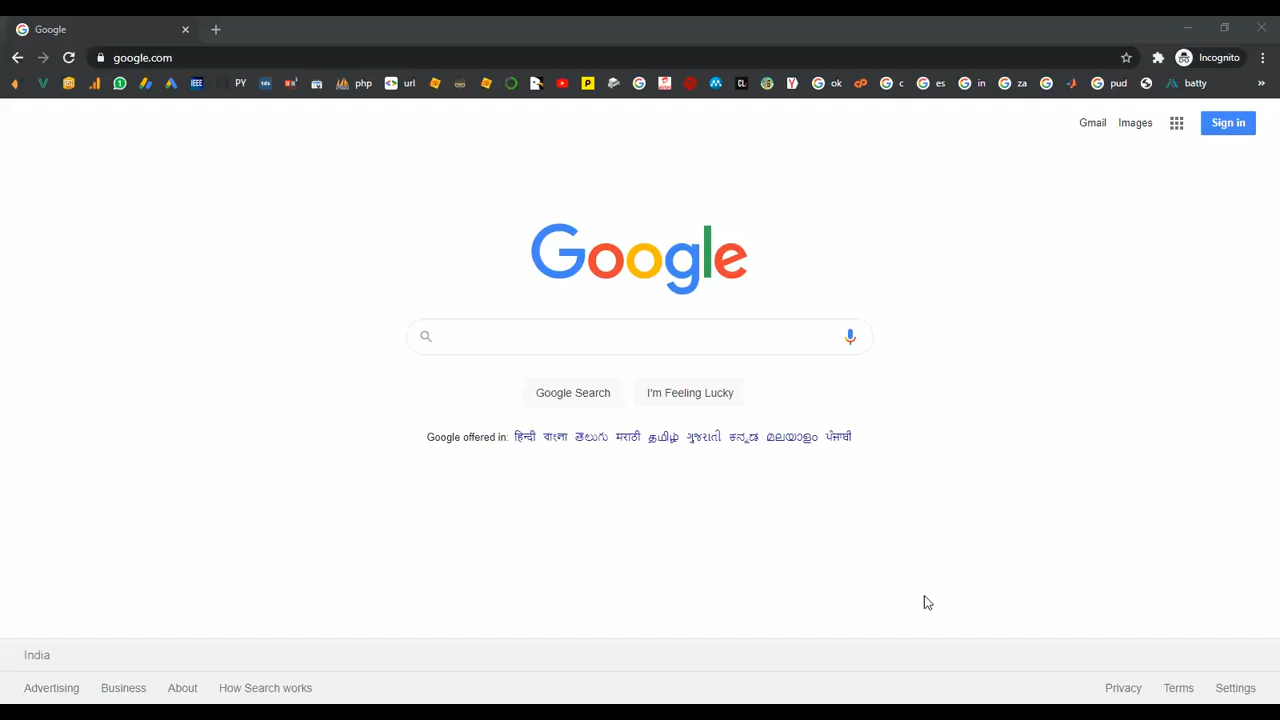 Google
google.com
Incognito
PY php url ok c es in za pud batty
Gmail Images Sign in
Google
Google Search I'm Feeling Lucky
Google offered in: हिन्दी বাংলা తెలుగు मराठी தமிழ் ગુજરાતી ಕನ್ನಡ മലയാളം ਪੰਜਾਬੀ
India
Advertising Business About How Search works Privacy Terms Settings